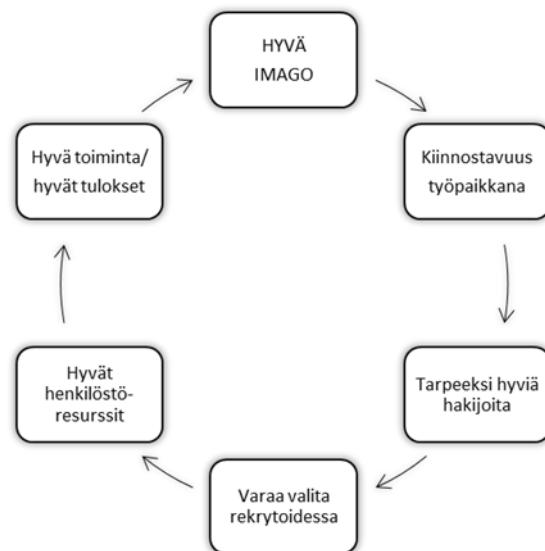 HYVÄ
IMAGO
Kiinnostavuus
työpaikkana
Tarpeeksi hyviä
hakijoita
Varaa valita
rekrytoidessa
Hyvät
henkilöstö-
resurssit
Hyvä toiminta/
hyvät tulokset